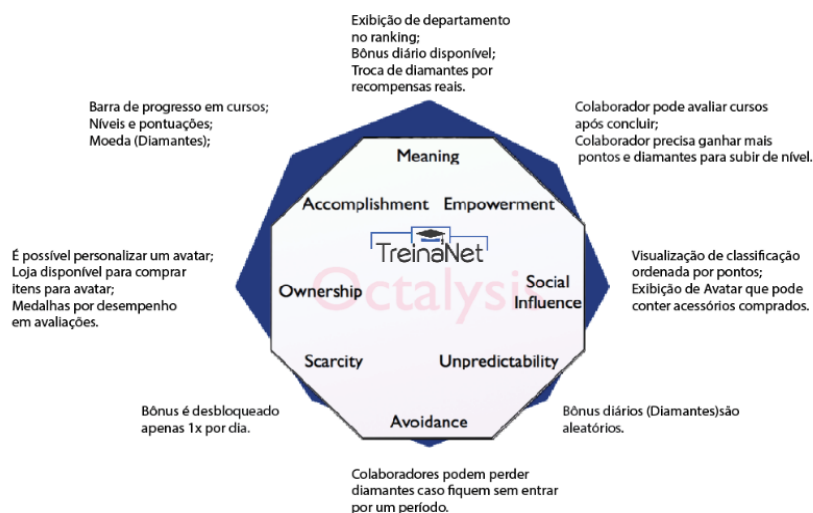 Exibição de departamento
no ranking;
Bônus diário disponível;
Troca de diamantes por
recompensas reais.
Barra de progresso em cursos;
Níveis e pontuações;
Moeda (Diamantes);
Colaborador pode avaliar cursos
após concluir;
Colaborador precisa ganhar mais
pontos e diamantes para subir de nível.
Meaning
Accomplishment
Empowerment
TreinaNet
Octalysis
É possível personalizar um avatar;
Loja disponível para comprar
itens para avatar;
Medalhas por desempenho
em avaliações.
Ownership
Social
Influence
Visualização de classificação
ordenada por pontos;
Exibição de Avatar que pode
conter acessórios comprados.
Scarcity
Unpredictability
Bônus é desbloqueado
apenas 1x por dia.
Avoidance
Bônus diários (Diamantes)são
aleatórios.
Colaboradores podem perder
diamantes caso fiquem sem entrar
por um período.